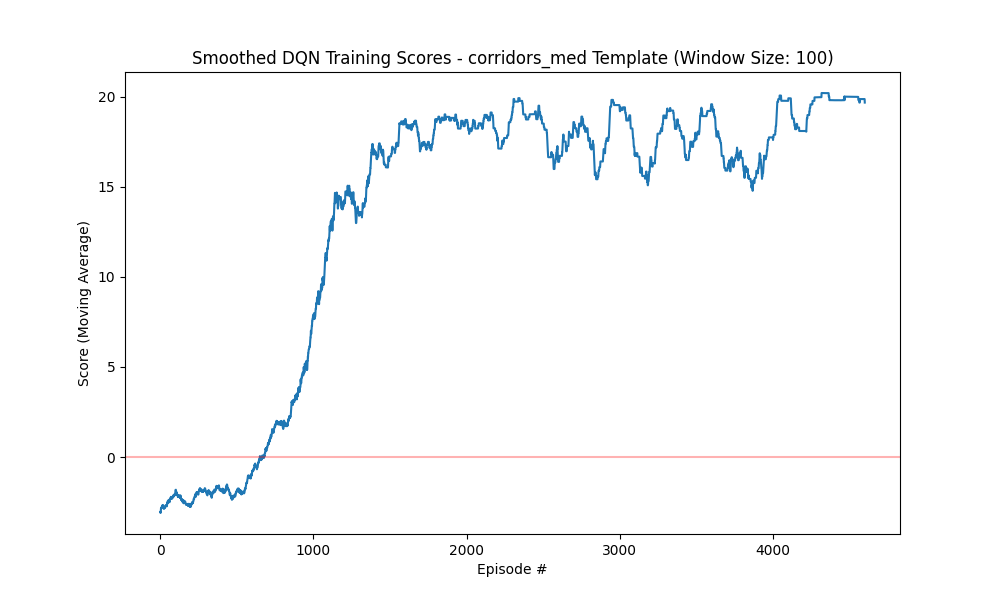 Smoothed DQN Training Scores - corridors_med Template (Window Size: 100)
20
15
10
5
0
Score (Moving Average)
0 1000 2000 3000 4000
Episode #